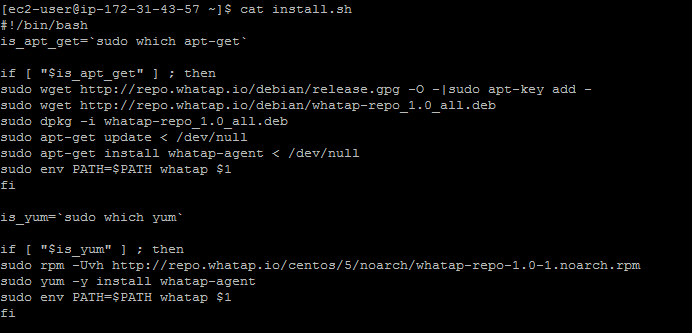 [ec2-user@ip-172-31-43-57 ~]$ cat install.sh
#!/bin/bash
is_apt_get=`sudo which apt-get`
if [ "$is_apt_get" ] ; then
sudo wget http://repo.whatap.io/debian/release.gpg -O -|sudo apt-key add -
sudo wget http://repo.whatap.io/debian/whatap-repo_1.0_all.deb
sudo dpkg -i whatap-repo_1.0_all.deb
sudo apt-get update < /dev/null
sudo apt-get install whatap-agent < /dev/null
sudo env PATH=$PATH whatap $1
fi
is_yum=`sudo which yum`
if [ "$is_yum" ] ; then
sudo rpm -Uvh http://repo.whatap.io/centos/5/noarch/whatap-repo-1.0-1.noarch.rpm
sudo yum -y install whatap-agent
sudo env PATH=$PATH whatap $1
fi